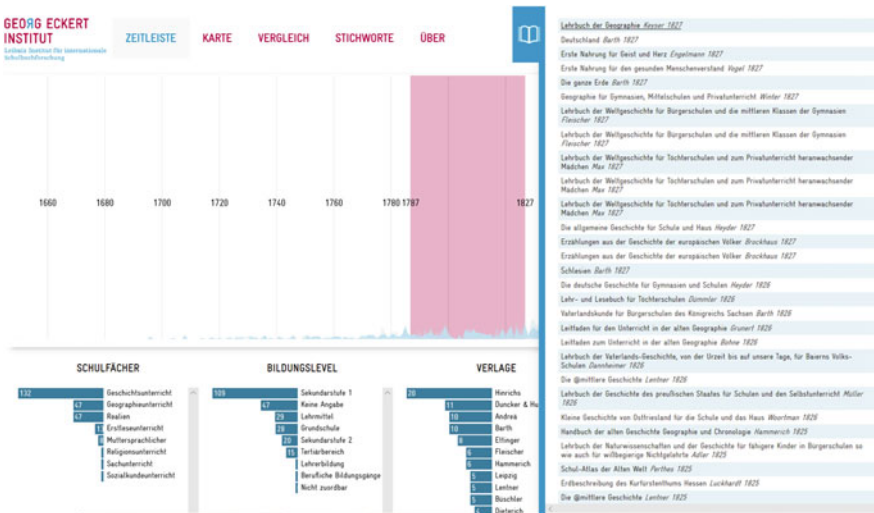 GEORG ECKERT
INSTITUT
Leibniz Institut für internationale
Schulbuchforschung
ZEITLEISTE
KARTE
VERGLEICH
STICHWORTE
ÜBER
1660
1680
1700
1720
1740
1760
1780
1787
1827
SCHULFÄCHER
132 Geschichtsunterricht
47 Geographieunterricht
47 Realien
Erstleseunterricht
Muttersprachlicher
Religionsunterricht
Sachunterricht
Sozialkundeunterricht
BILDUNGSLEVEL
109 Sekundarstufe 1
47 Keine Angabe
29 Lehrmittel
28 Grundschule
20 Sekundarstufe 2
15 Tertiärbereich
Lehrerbildung
Berufliche Bildungsgänge
Nicht zuordbar
VERLAGE
20 Hinrichs
11 Duncker & Hu
10 Andreä
10 Barth
8 Ettinger
6 Fleischer
6 Hammerich
5 Leipzig
5 Lentner
5 Büschler
Dieterich
Lehrbuch der Geographie Keyser 1827
Deutschland Barth 1827
Erste Nahrung für Geist und Herz Engelmann 1827
Erste Nahrung für den gesunden Menschenverstand Vogel 1827
Die ganze Erde Barth 1827
Geographie für Gymnasien, Mittelschulen und Privatunterricht Winter 1827
Lehrbuch der Weltgeschichte für Bürgerschulen und die mittleren Klassen der Gymnasien
Fleischer 1827
Lehrbuch der Weltgeschichte für Bürgerschulen und die mittleren Klassen der Gymnasien
Fleischer 1827
Lehrbuch der Weltgeschichte für Töchterschulen und zum Privatunterricht heranwachsender
Mädchen Max 1827
Lehrbuch der Weltgeschichte für Töchterschulen und zum Privatunterricht heranwachsender
Mädchen Max 1827
Lehrbuch der Weltgeschichte für Töchterschulen und zum Privatunterricht heranwachsender
Mädchen Max 1827
Die allgemeine Geschichte für Schule und Haus Heyder 1827
Erzählungen aus der Geschichte der europäischen Völker Brockhaus 1827
Erzählungen aus der Geschichte der europäischen Völker Brockhaus 1827
Schlesien Barth 1827
Die deutsche Geschichte für Gymnasien und Schulen Heyder 1826
Lehr- und Lesebuch für Töchterschulen Dümmler 1826
Vaterlandskunde für Bürgerschulen des Königreichs Sachsen Barth 1826
Leitfaden für den Unterricht in der alten Geographie Grunert 1826
Leitfaden zum Unterricht in der alten Geographie Bohne 1826
Lehrbuch der Vaterlands-Geschichte, von der Urzeit bis auf unsere Tage, für Baierns Volks-
Schulen Dannheimer 1826
Die @mittlere Geschichte Lentner 1826
Lehrbuch der Geschichte des preußischen Staates für Schulen und den Selbstunterricht Müller
1826
Kleine Geschichte von Ostfriesland für die Schule und das Haus Woortman 1826
Handbuch der alten Geschichte Geographie und Chronologie Hammerich 1825
Lehrbuch der Naturwissenschaften und der Geschichte für fähigere Kinder in Bürgerschulen so
wie auch für wißbegierige Nichtgelehrte Adler 1825
Schul-Atlas der Alten Welt Perthes 1825
Erdbeschreibung des Kurfürstenthums Hessen Luckhardt 1825
Die @mittlere Geschichte Lentner 1825